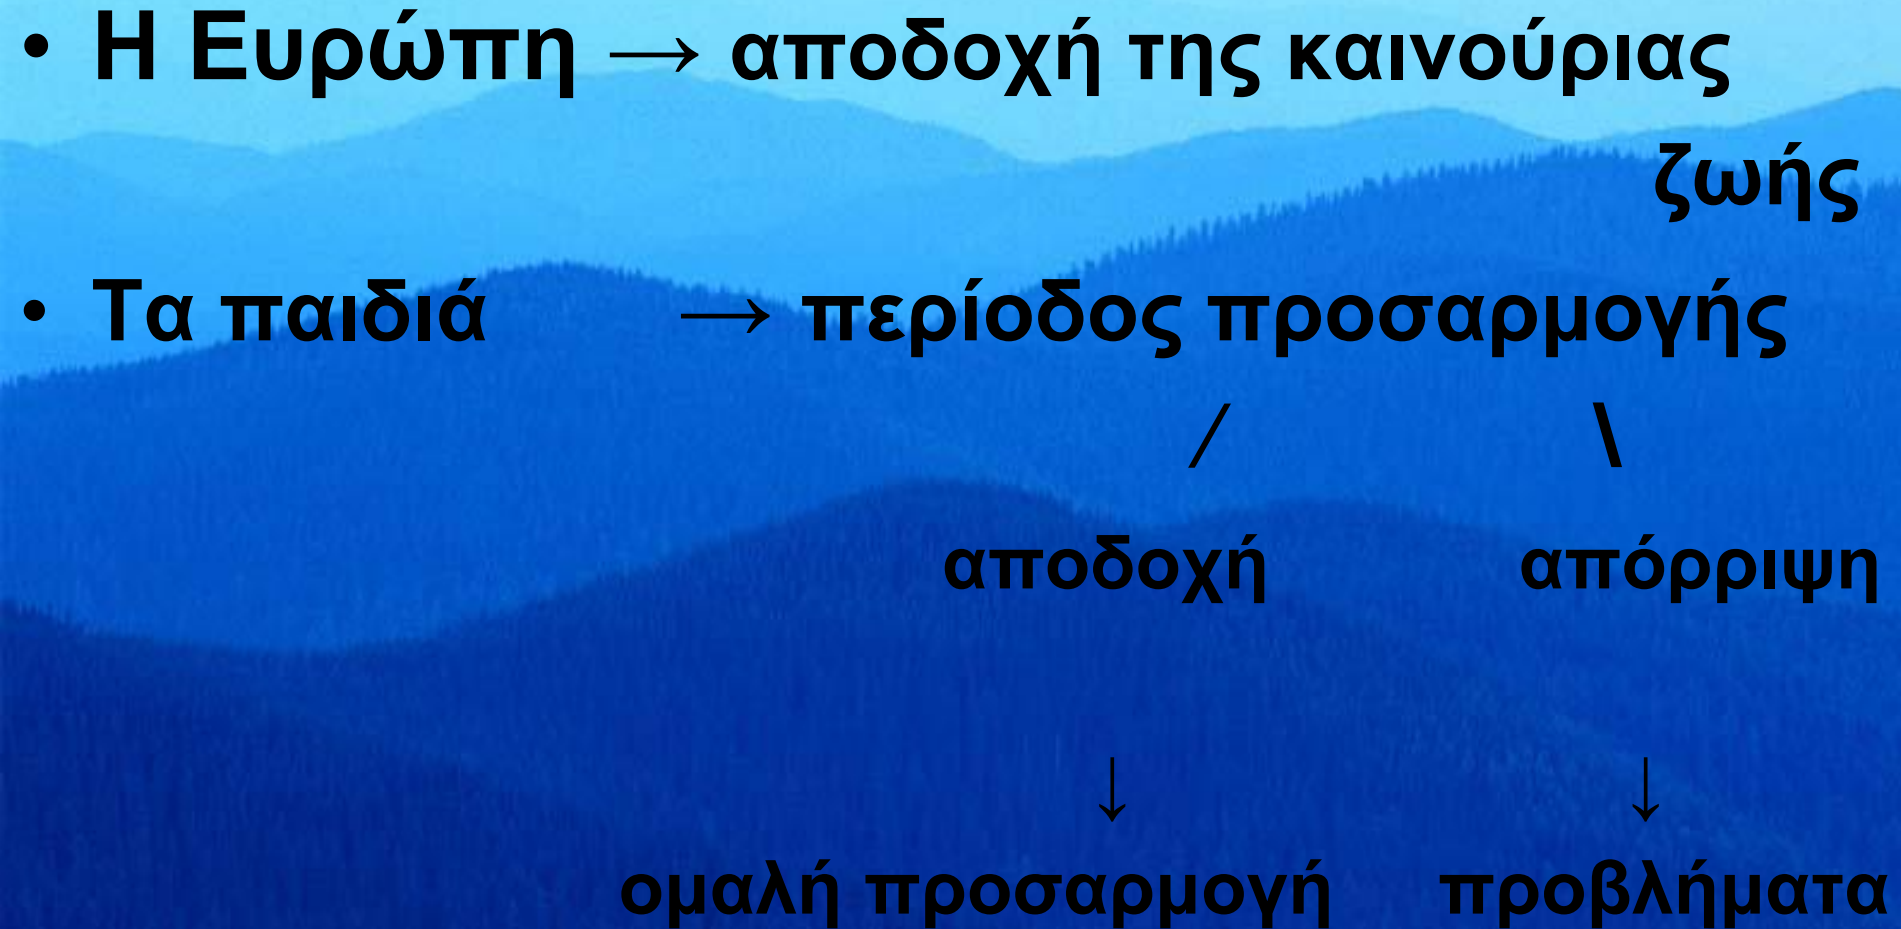 • Η Ευρώπη → αποδοχή της καινούριας
ζωής
• Τα παιδιά → περίοδος προσαρμογής
/ \
αποδοχή απόρριψη
↓ ↓
ομαλή προσαρμογή προβλήματα